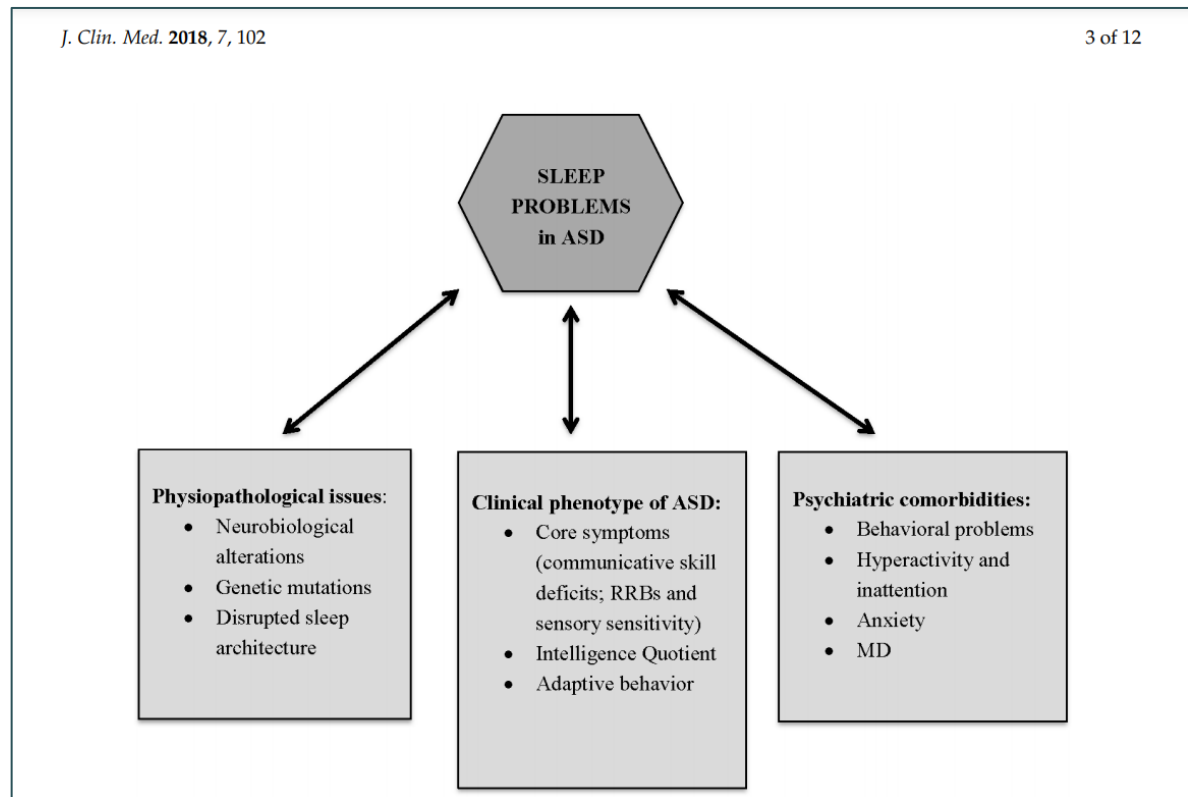 J. Clin. Med. 2018, 7, 102
3 of 12
SLEEP
PROBLEMS
in ASD
Physiopathological issues:
• Neurobiological
alterations
• Genetic mutations
• Disrupted sleep
architecture
Clinical phenotype of ASD:
• Core symptoms
(communicative skill
deficits; RRBs and
sensory sensitivity)
• Intelligence Quotient
• Adaptive behavior
Psychiatric comorbidities:
• Behavioral problems
• Hyperactivity and
inattention
• Anxiety
• MD